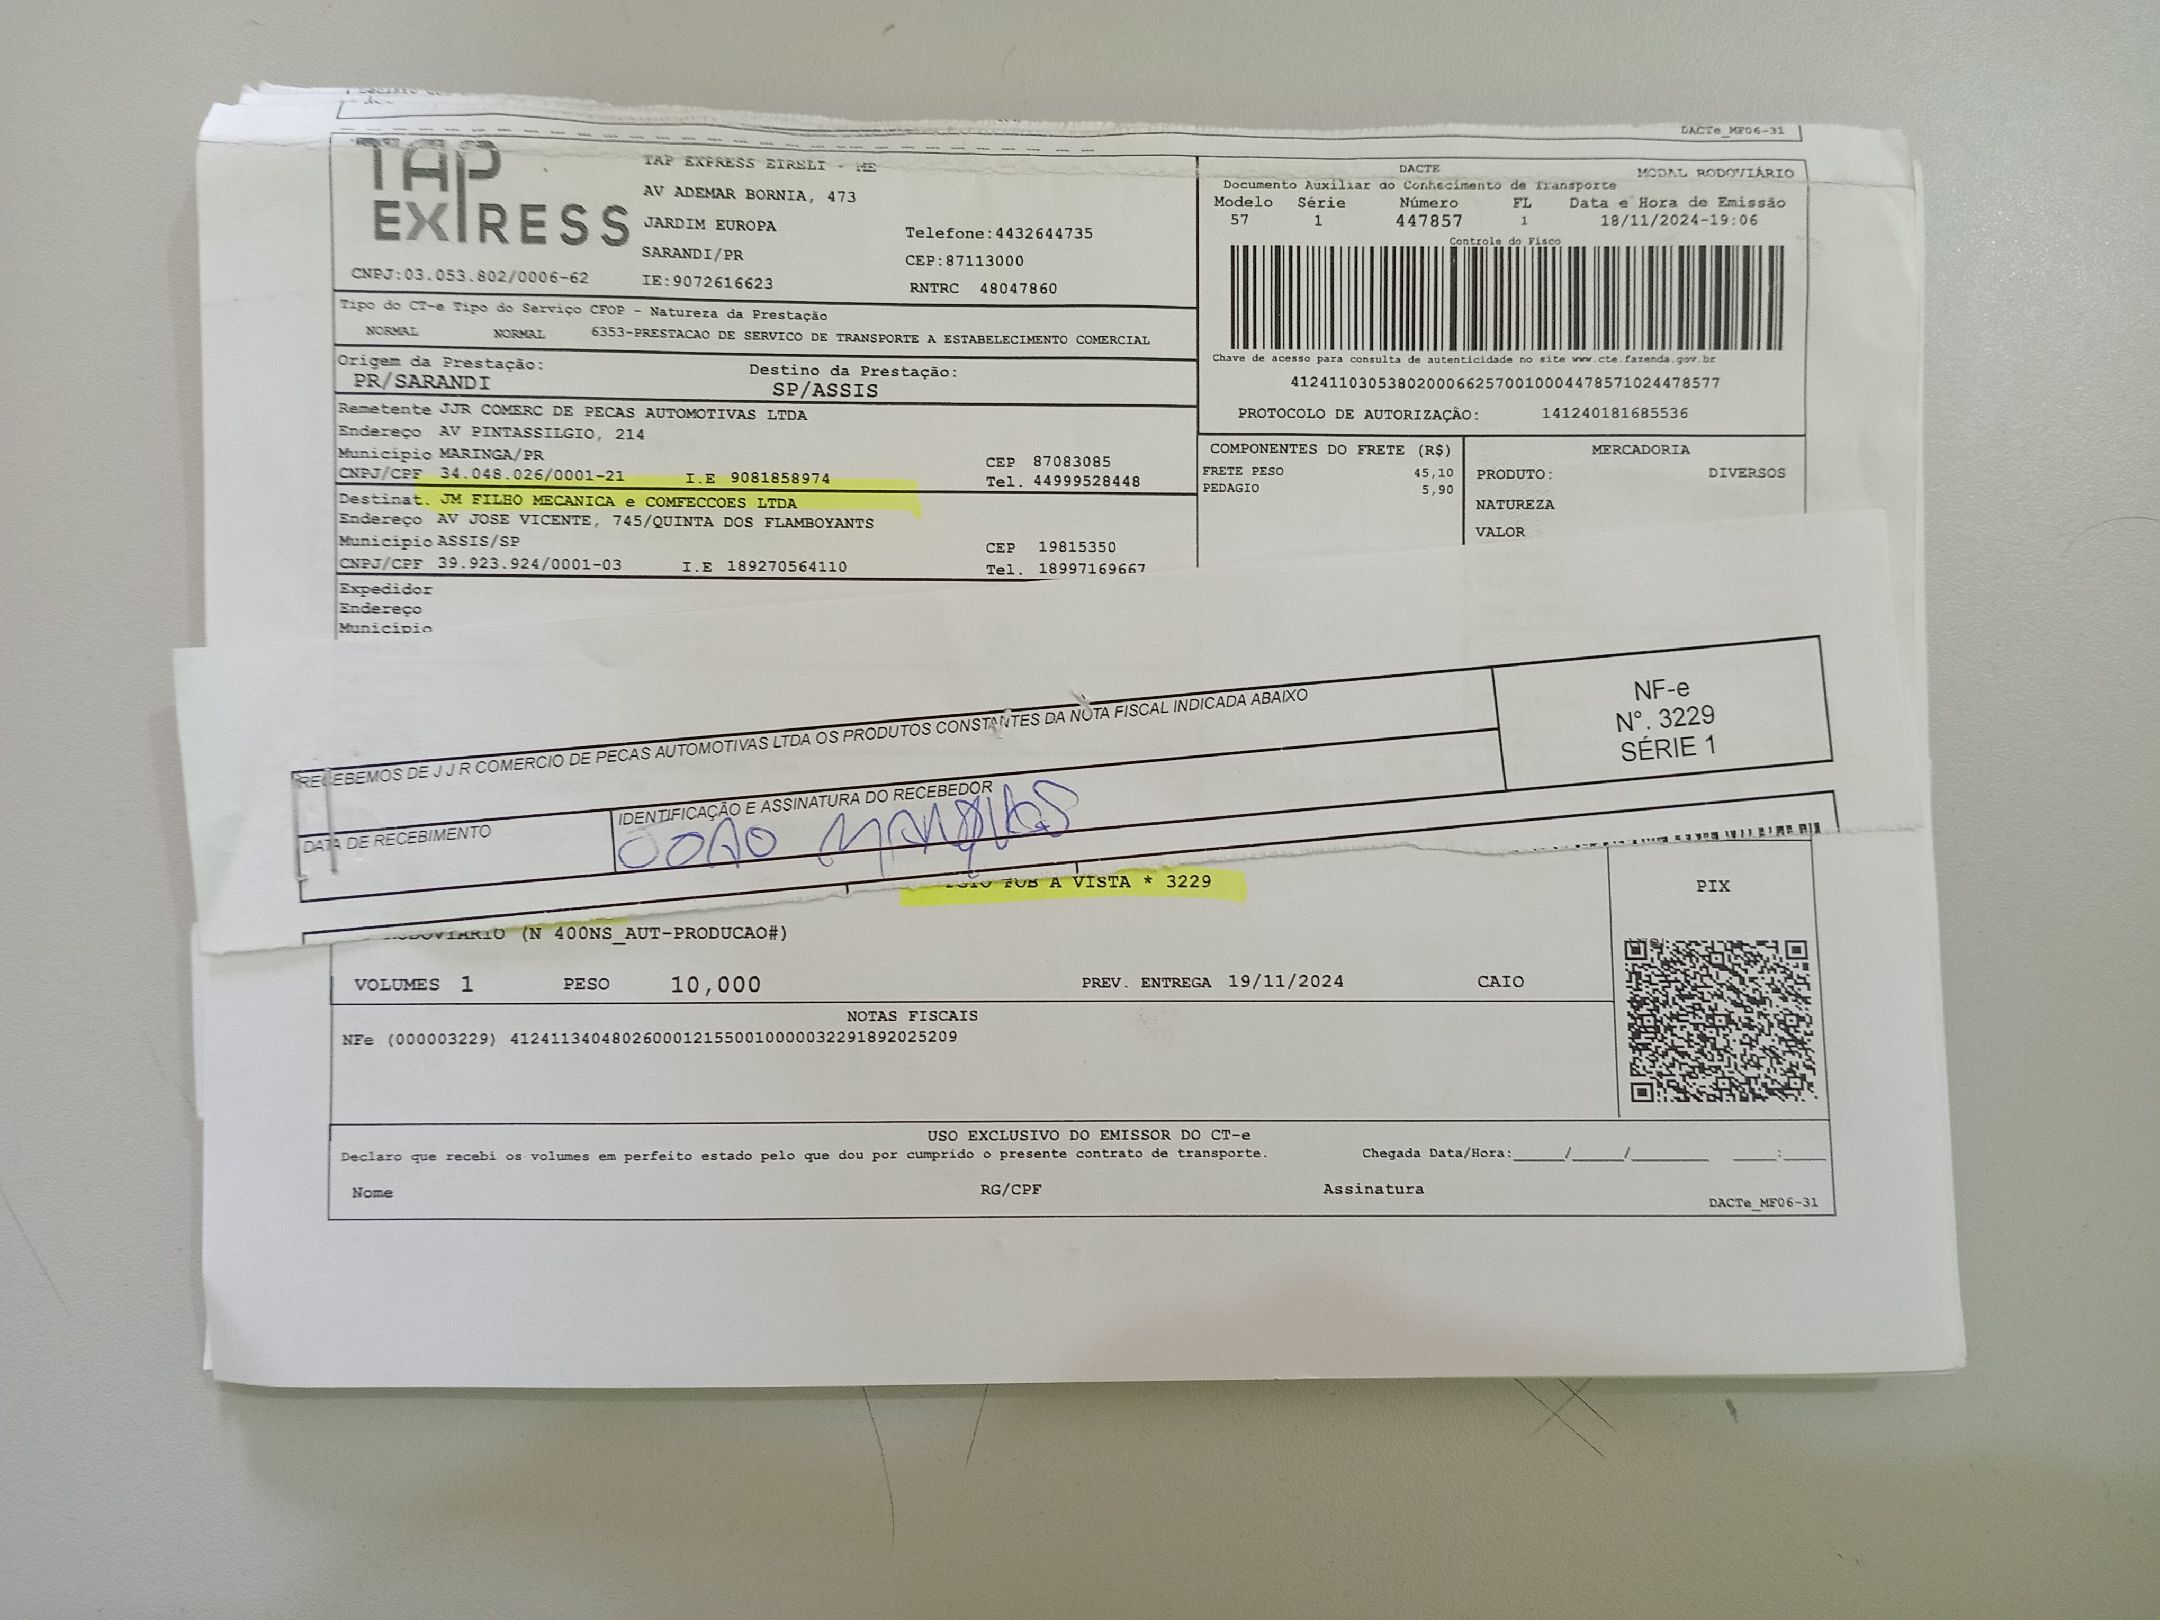 DACTe_MF06-31
TAP EXPRESS
TAP EXPRESS EIRELI - ME
AV ADEMAR BORNIA, 473
JARDIM EUROPA
SARANDI/PR
CNPJ:03.053.802/0006-62 IE:9072616623
Telefone:4432644735
CEP:87113000
RNTRC 48047860
DACTE MODAL RODOVIÁRIO
Documento Auxiliar do Conhecimento de Transporte
Modelo Série Número FL Data e Hora de Emissão
57 1 447857 1 18/11/2024-19:06
Controle do Fisco
Chave de acesso para consulta de autenticidade no site www.cte.fazenda.gov.br
41241103053802000662570010004478571024478577
PROTOCOLO DE AUTORIZAÇÃO: 141240181685536
Tipo do CT-e Tipo do Serviço CFOP - Natureza da Prestação
NORMAL NORMAL 6353-PRESTACAO DE SERVICO DE TRANSPORTE A ESTABELECIMENTO COMERCIAL
Origem da Prestação: Destino da Prestação:
PR/SARANDI SP/ASSIS
Remetente JJR COMERC DE PECAS AUTOMOTIVAS LTDA
Endereço AV PINTASSILGIO, 214
Município MARINGA/PR CEP 87083085
CNPJ/CPF 34.048.026/0001-21 I.E 9081858974 Tel. 44999528448
Destinat. JM FILHO MECANICA e COMFECCOES LTDA
Endereço AV JOSE VICENTE, 745/QUINTA DOS FLAMBOYANTS
Município ASSIS/SP CEP 19815350
CNPJ/CPF 39.923.924/0001-03 I.E 189270564110 Tel. 18997169667
Expedidor
Endereço
Município
COMPONENTES DO FRETE (R$)
FRETE PESO 45,10
PEDAGIO 5,90
MERCADORIA
PRODUTO: DIVERSOS
NATUREZA
VALOR
RECEBEMOS DE J J R COMERCIO DE PECAS AUTOMOTIVAS LTDA OS PRODUTOS CONSTANTES DA NOTA FISCAL INDICADA ABAIXO
NF-e
N°. 3229
SÉRIE 1
DATA DE RECEBIMENTO
IDENTIFICAÇÃO E ASSINATURA DO RECEBEDOR
JOAO MARQUES
FOB A VISTA * 3229
PIX
RODOVIARIO (N 400NS_AUT-PRODUCAO#)
VOLUMES 1 PESO 10,000 PREV. ENTREGA 19/11/2024 CAIO
NOTAS FISCAIS
NFe (000003229) 41241134048026000121550010000032291892025209
USO EXCLUSIVO DO EMISSOR DO CT-e
Declaro que recebi os volumes em perfeito estado pelo que dou por cumprido o presente contrato de transporte. Chegada Data/Hora:_____/_____/_______ ____:____
Nome RG/CPF Assinatura
DACTe_MF06-31